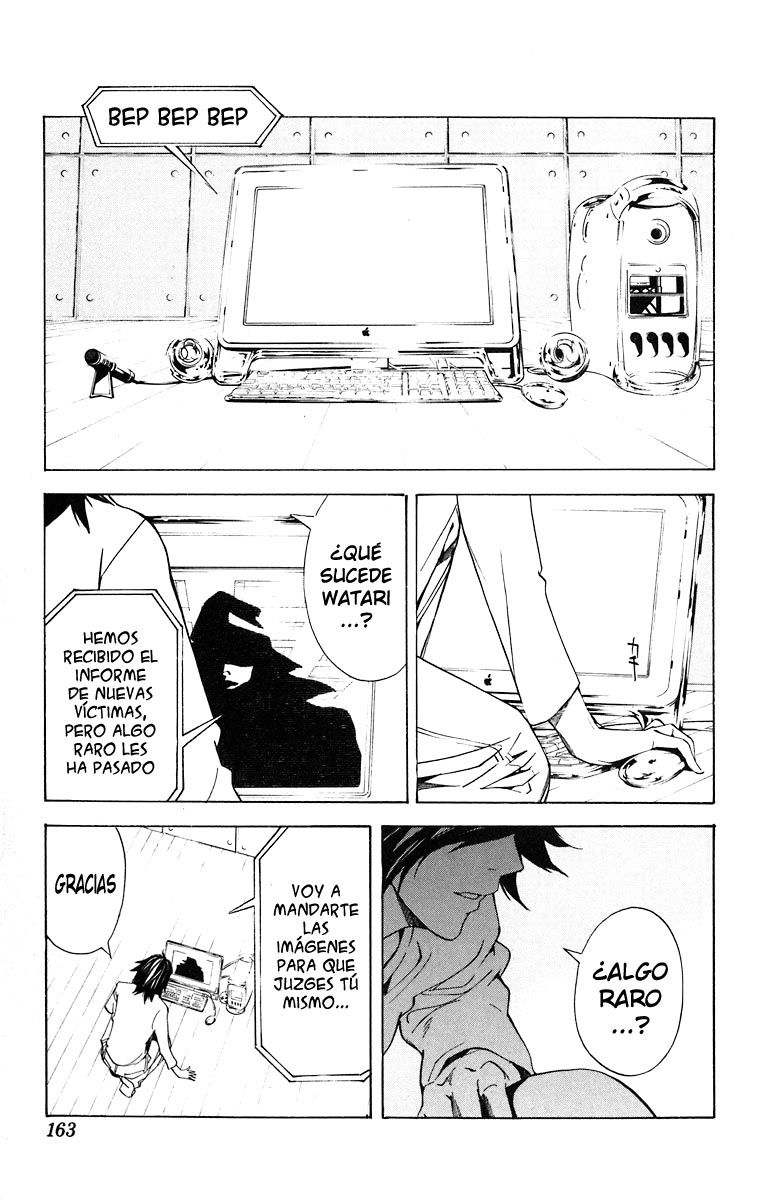 BEP BEP BEP
¿QUÉ
SUCEDE
WATARI
...?
HEMOS
RECIBIDO EL
INFORME
DE NUEVAS
VÍCTIMAS,
PERO ALGO
RARO LES
HA PASADO
¿ALGO
RARO
...?
VOY A
MANDARTE
LAS
IMÁGENES
PARA QUE
JUZGES TÚ
MISMO...
GRACIAS
163